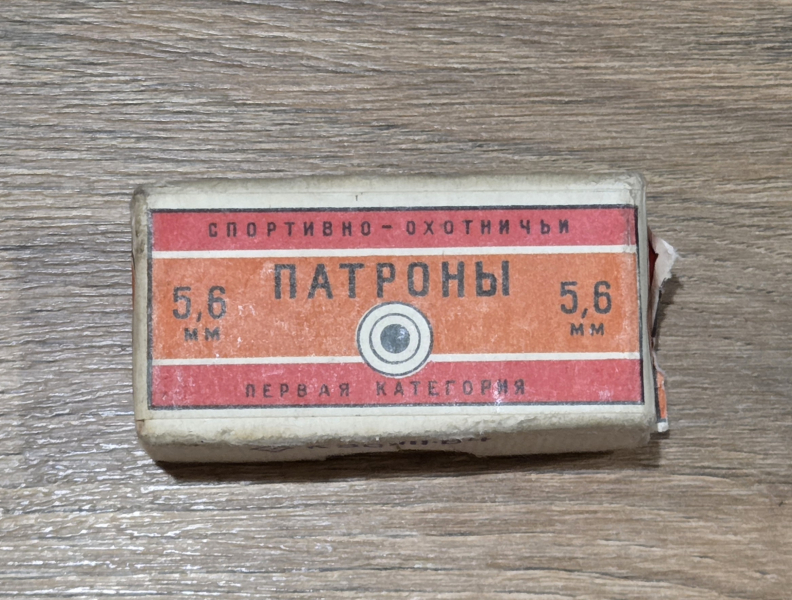 СПОРТИВНО-ОХОТНИЧЬИ
ПАТРОНЫ
5,6 мм
5,6 мм
ПЕРВАЯ КАТЕГОРИЯ